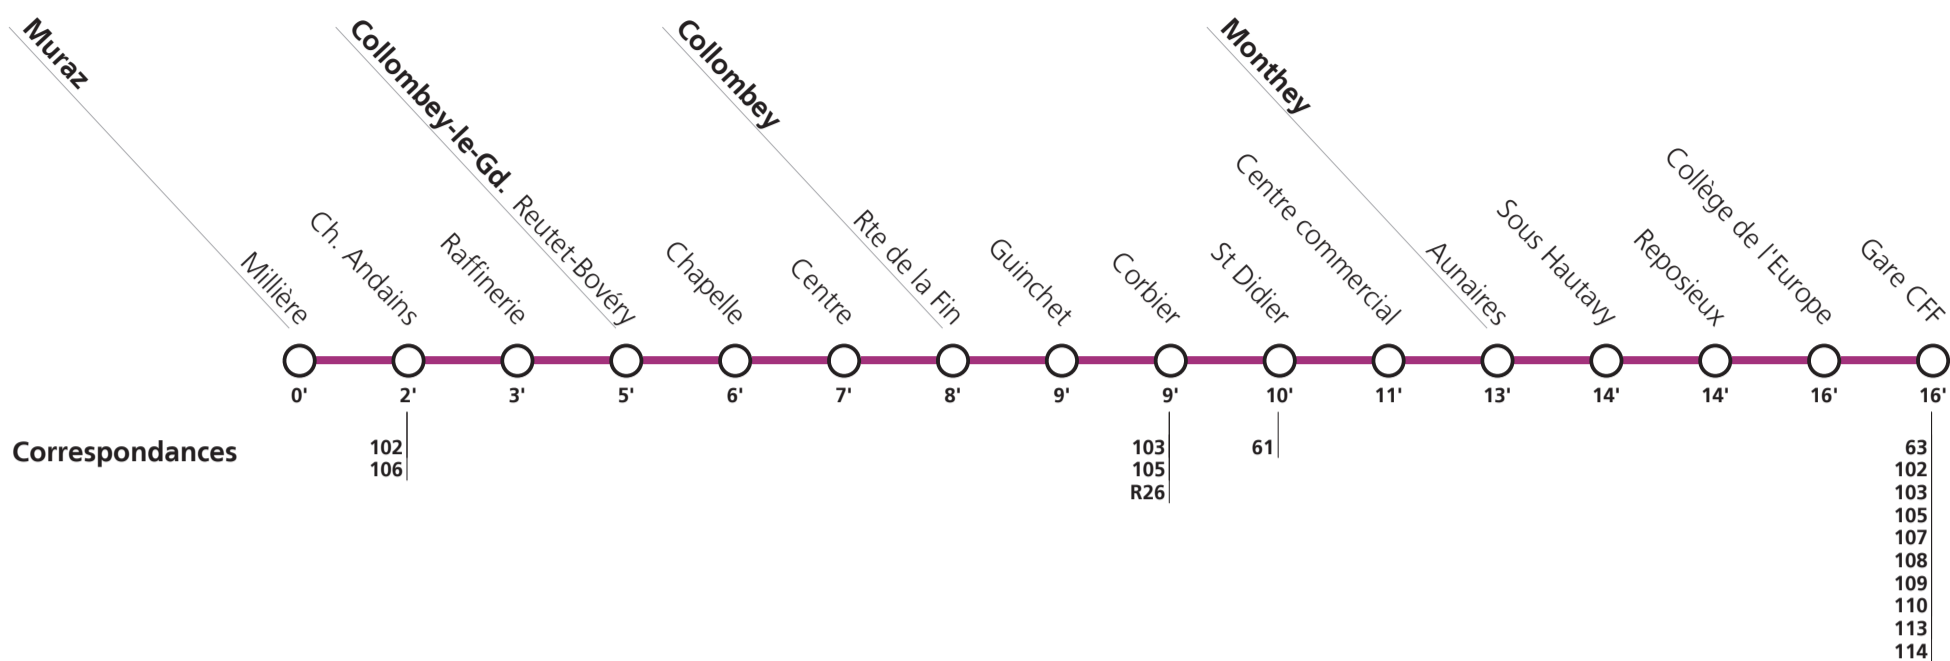 Muraz
Collombey-le-Gd.
Collombey
Monthey
Millière
Ch. Andains
Raffinerie
Reutet-Bovéry
Chapelle
Centre
Rte de la Fin
Guinchet
Corbier
St Didier
Centre commercial
Aunaires
Sous Hautavy
Reposieux
Collège de l'Europe
Gare CFF
0' 2' 3' 5' 6' 7' 8' 9' 9' 10' 11' 13' 14' 14' 16' 16'
Correspondances
102
106
103
105
R26
61
63
102
103
105
107
108
109
110
113
114